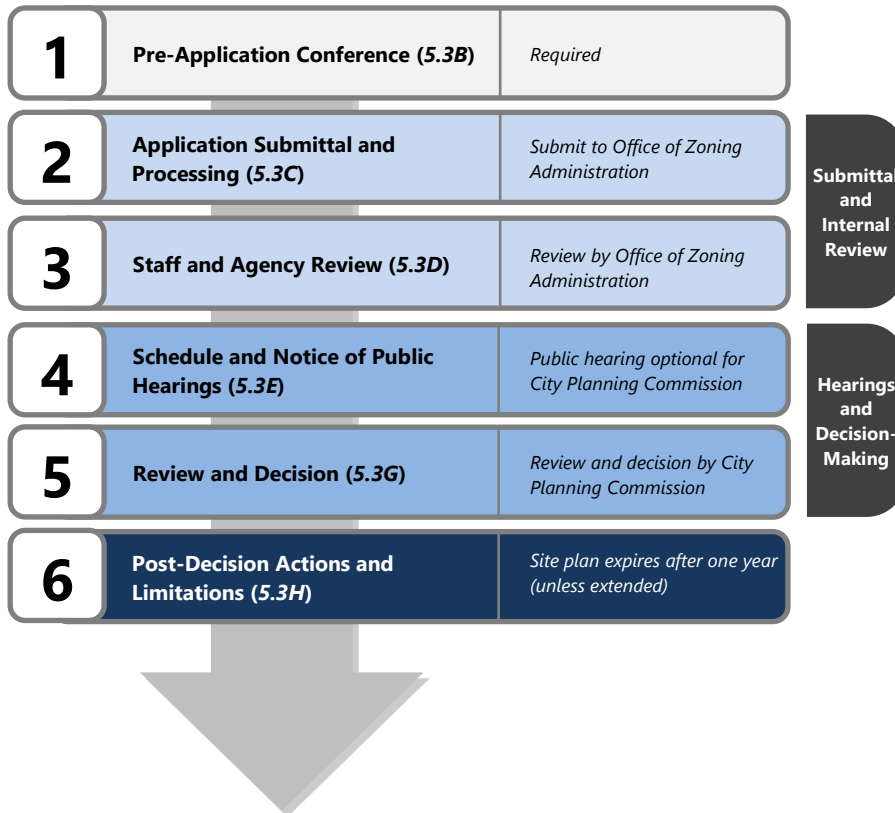 1
Pre-Application Conference (5.3B)
Required
2
Application Submittal and
Processing (5.3C)
Submit to Office of Zoning
Administration
3
Staff and Agency Review (5.3D)
Review by Office of Zoning
Administration
Submittal
and
Internal
Review
4
Schedule and Notice of Public
Hearings (5.3E)
Public hearing optional for
City Planning Commission
5
Review and Decision (5.3G)
Review and decision by City
Planning Commission
Hearings
and
Decision-
Making
6
Post-Decision Actions and
Limitations (5.3H)
Site plan expires after one year
(unless extended)